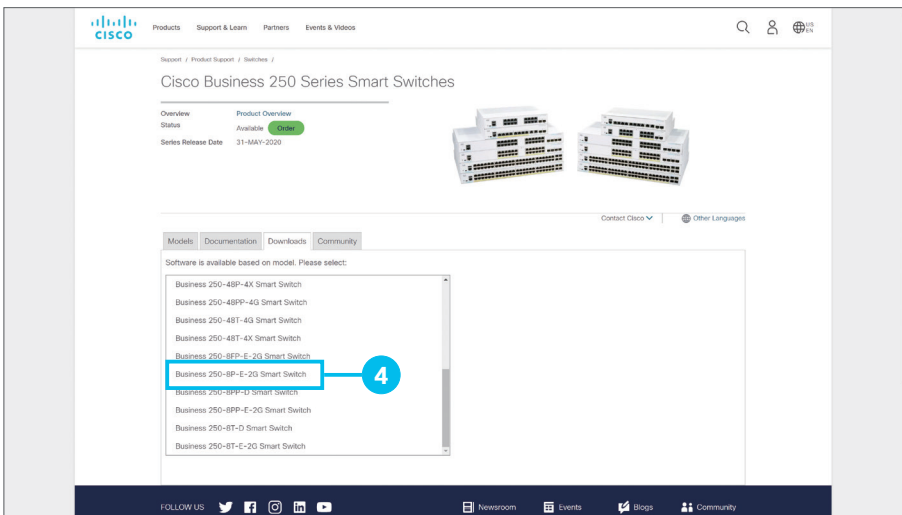 CISCO
Products Support & Learn Partners Events & Videos
US
EN
Support / Product Support / Switches /
Cisco Business 250 Series Smart Switches
Overview Product Overview
Status Available Order
Series Release Date 31-MAY-2020
Contact Cisco Other Languages
Models Documentation Downloads Community
Software is available based on model. Please select:
Business 250-48P-4X Smart Switch
Business 250-48PP-4G Smart Switch
Business 250-48T-4G Smart Switch
Business 250-48T-4X Smart Switch
Business 250-8FP-E-2G Smart Switch
Business 250-8P-E-2G Smart Switch
4
Business 250-8PP-D Smart Switch
Business 250-8PP-E-2G Smart Switch
Business 250-8T-D Smart Switch
Business 250-8T-E-2G Smart Switch
FOLLOW US Newsroom Events Blogs Community